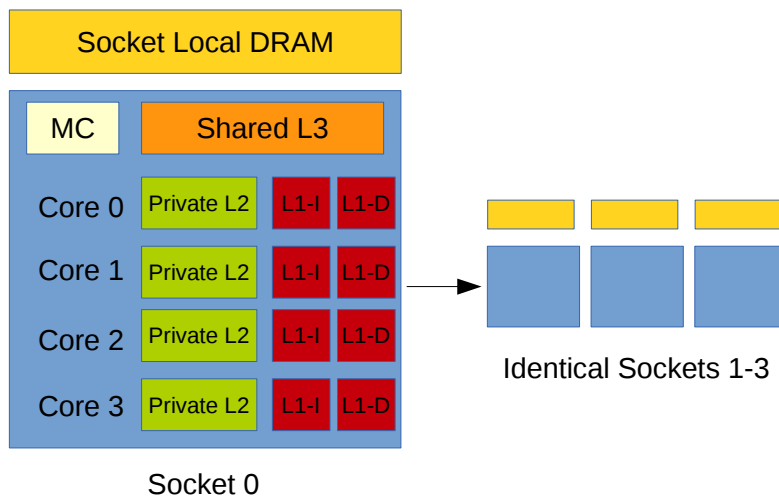 Socket Local DRAM
MC
Shared L3
Core 0
Private L2
L1-I
L1-D
Core 1
Private L2
L1-I
L1-D
Core 2
Private L2
L1-I
L1-D
Core 3
Private L2
L1-I
L1-D
Socket 0
Identical Sockets 1-3